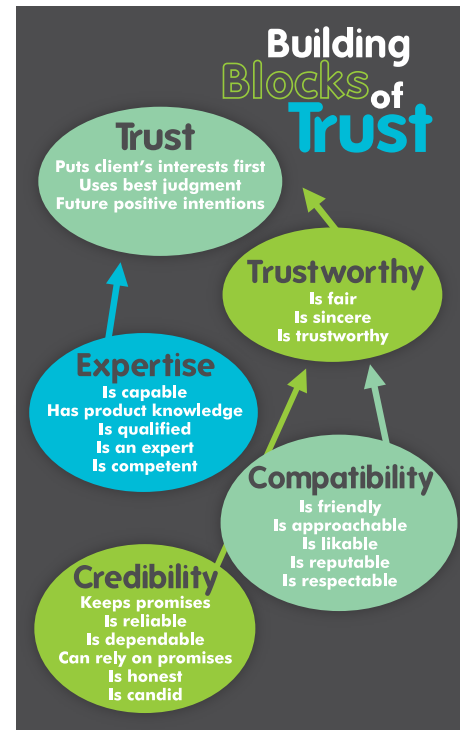 Building
Blocks of
Trust
Trust
Puts client's interests first
Uses best judgment
Future positive intentions
Trustworthy
Is fair
Is sincere
Is trustworthy
Expertise
Is capable
Has product knowledge
Is qualified
Is an expert
Is competent
Compatibility
Is friendly
Is approachable
Is likable
Is reputable
Is respectable
Credibility
Keeps promises
Is reliable
Is dependable
Can rely on promises
Is honest
Is candid